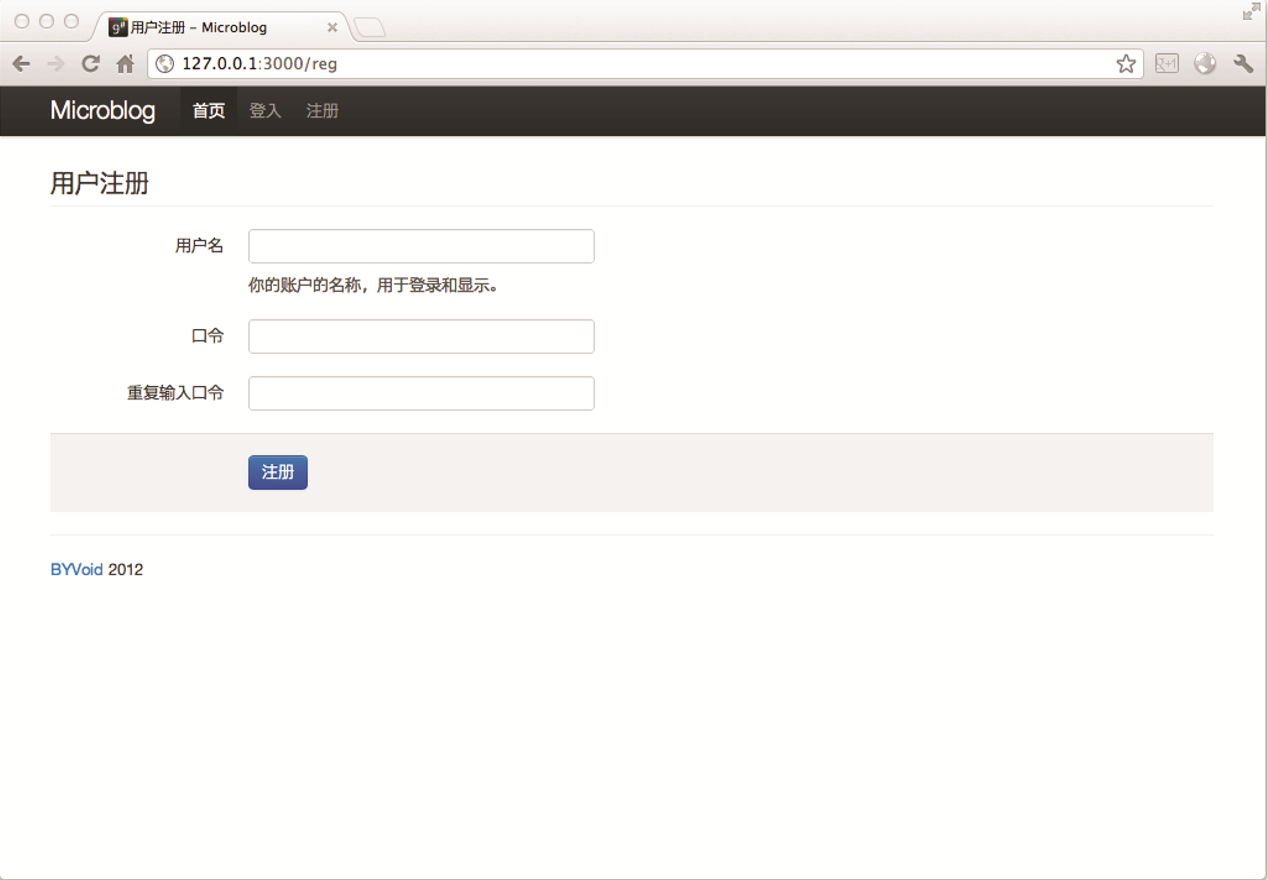 用户注册 – Microblog
127.0.0.1:3000/reg
Microblog 首页 登入 注册
用户注册
用户名
你的账户的名称，用于登录和显示。
口令
重复输入口令
注册
BYVoid 2012